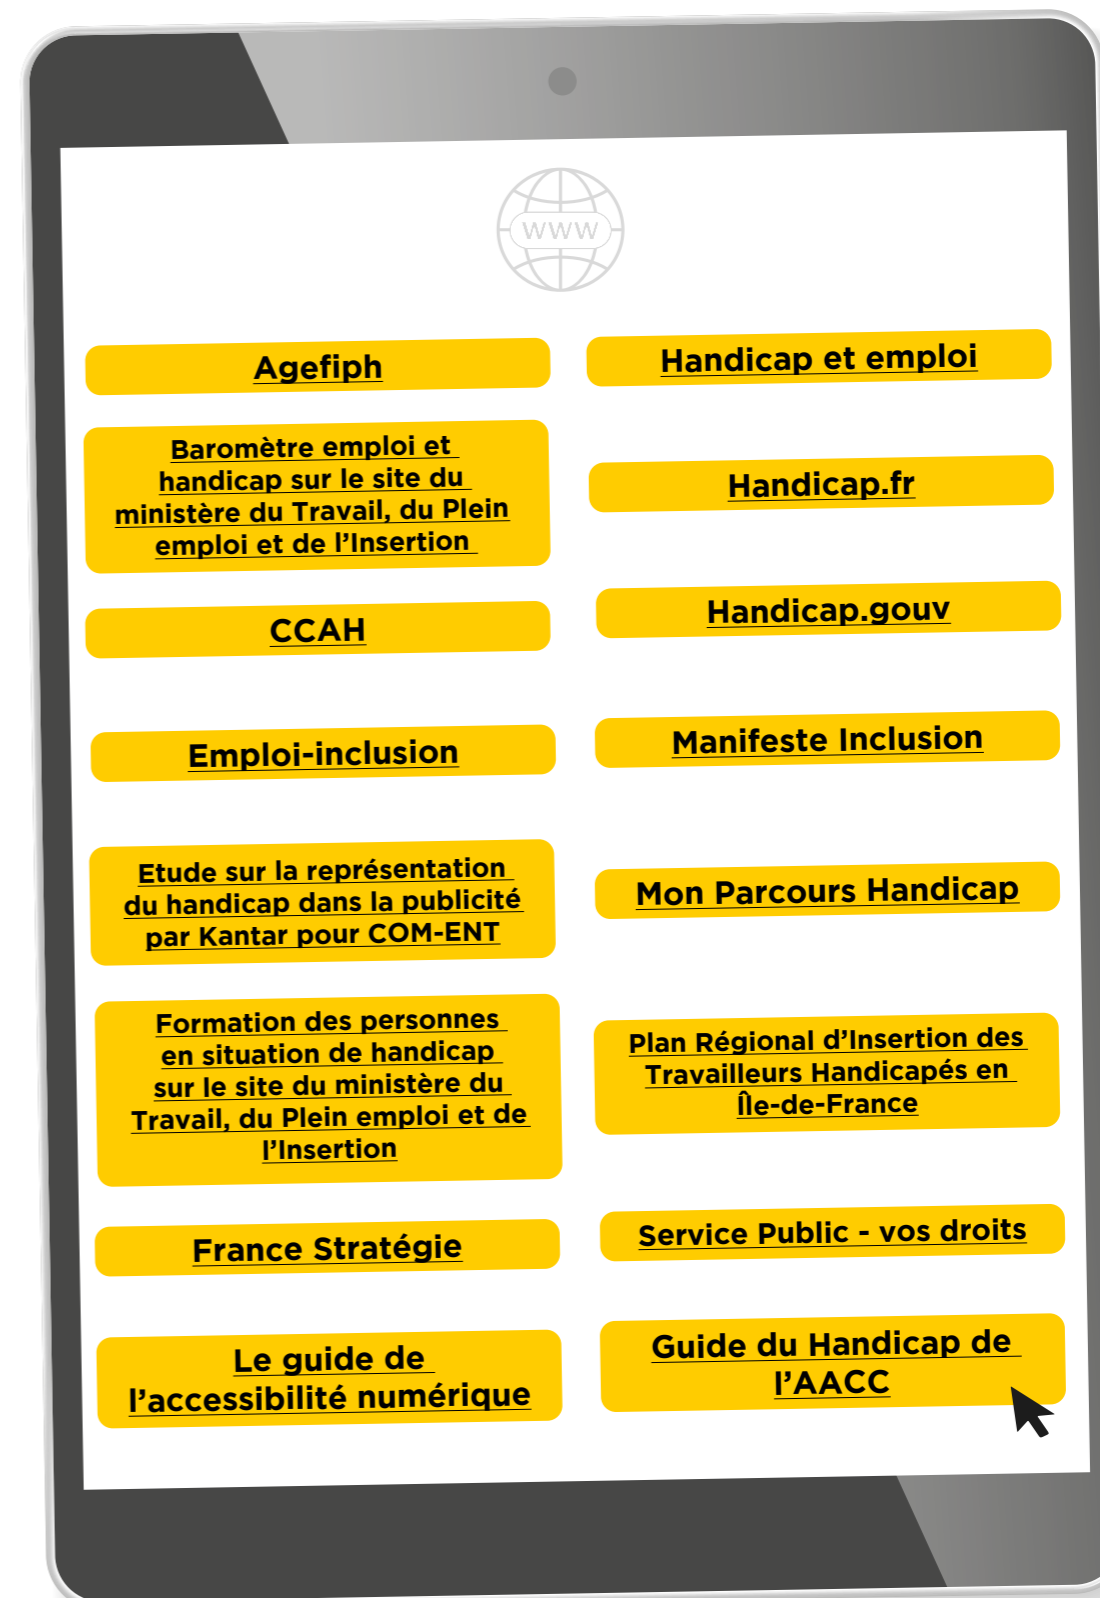 WWW
Agefiph
Baromètre emploi et
handicap sur le site du
ministère du Travail, du Plein
emploi et de l’Insertion
CCAH
Emploi-inclusion
Etude sur la représentation
du handicap dans la publicité
par Kantar pour COM-ENT
Formation des personnes
en situation de handicap
sur le site du ministère du
Travail, du Plein emploi et de
l’Insertion
France Stratégie
Le guide de
l’accessibilité numérique
Handicap et emploi
Handicap.fr
Handicap.gouv
Manifeste Inclusion
Mon Parcours Handicap
Plan Régional d’Insertion des
Travailleurs Handicapés en
Île-de-France
Service Public - vos droits
Guide du Handicap de
l’AACC